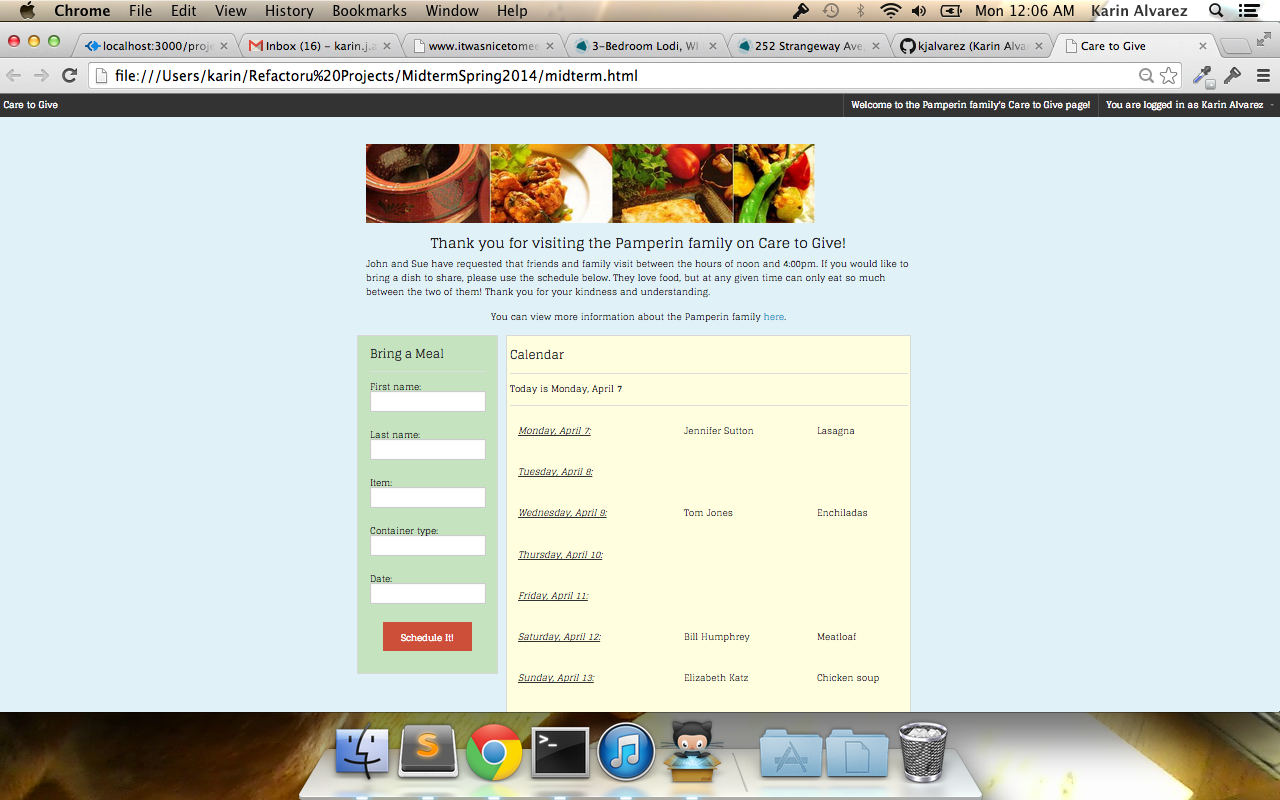 Chrome File Edit View History Bookmarks Window Help Mon 12:06 AM Karin Alvarez
localhost:3000/proj Inbox (16) – karin.j.a www.itwasnicetomee 3-Bedroom Lodi, WI 252 Strangeway Ave, kjalvarez (Karin Alva Care to Give
file:///Users/karin/Refactoru%20Projects/MidtermSpring2014/midterm.html
Care to Give Welcome to the Pamperin family's Care to Give page! You are logged in as Karin Alvarez
Thank you for visiting the Pamperin family on Care to Give!
John and Sue have requested that friends and family visit between the hours of noon and 4:00pm. If you would like to
bring a dish to share, please use the schedule below. They love food, but at any given time can only eat so much
between the two of them! Thank you for your kindness and understanding.
You can view more information about the Pamperin family here.
Bring a Meal
First name:
Last name:
Item:
Container type:
Date:
Schedule It!
Calendar
Today is Monday, April 7
Monday, April 7: Jennifer Sutton Lasagna
Tuesday, April 8:
Wednesday, April 9: Tom Jones Enchiladas
Thursday, April 10:
Friday, April 11:
Saturday, April 12: Bill Humphrey Meatloaf
Sunday, April 13: Elizabeth Katz Chicken soup